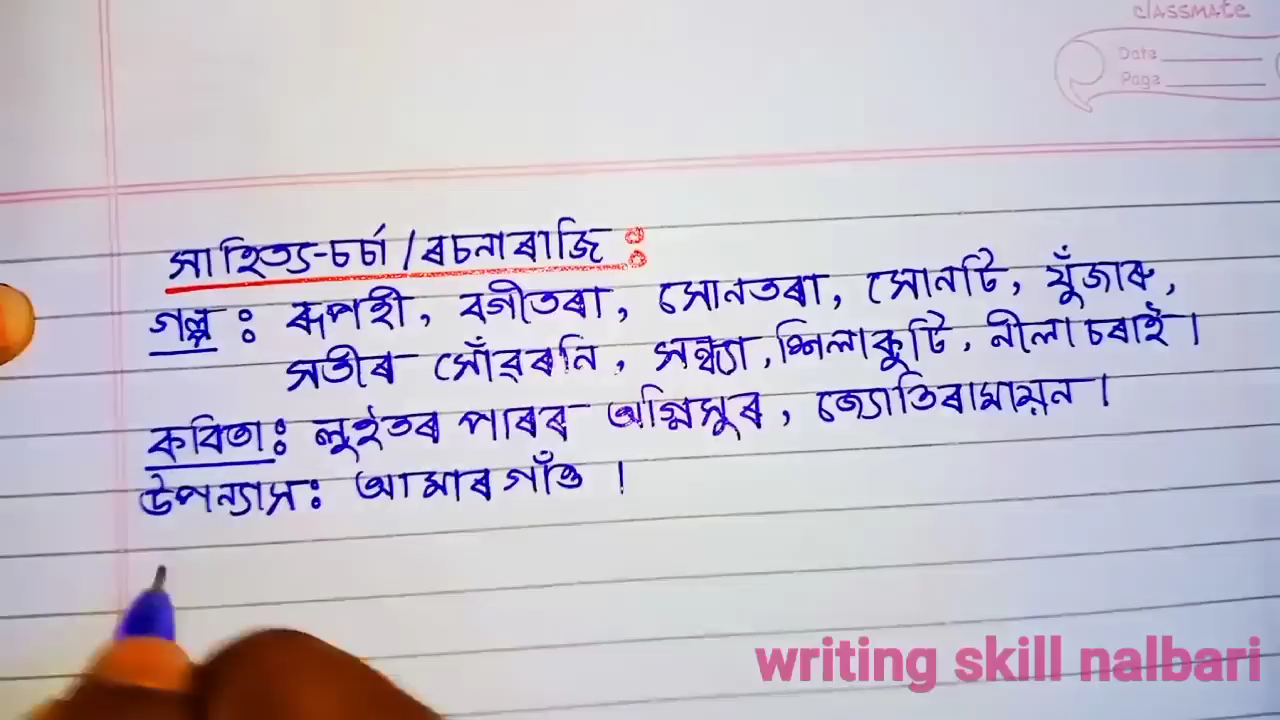 classmate
Date
Page
সাহিত্য-চৰ্চা / ৰচনাৰাজি :
গল্প : ৰূপহী, বগীতৰা, সোনতৰা, সোনটি, যুঁজাৰু,
সতীৰ সোঁৱৰনি, সন্ধ্যা, শিলাকুটি, নীলা চৰাই।
কবিতা : লুইতৰ পাৰৰ অগ্নিসুৰ, জ্যোতিৰামায়ন।
উপন্যাস : আমাৰ গাঁও।
writing skill nalbari